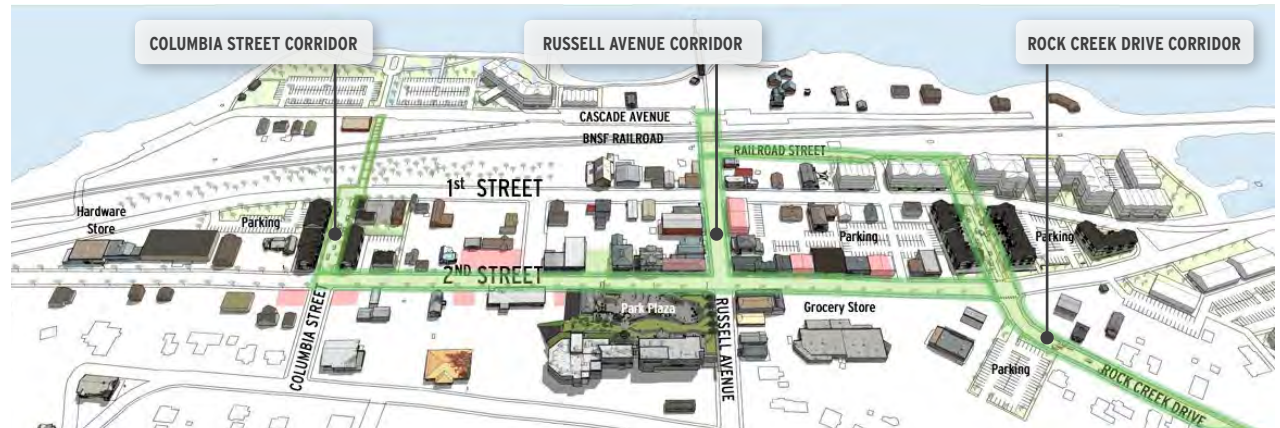 COLUMBIA STREET CORRIDOR
RUSSELL AVENUE CORRIDOR
ROCK CREEK DRIVE CORRIDOR
CASCADE AVENUE
BNSF RAILROAD
RAILROAD STREET
1st STREET
Hardware
Store
Parking
Parking
Parking
2ND STREET
COLUMBIA STREET
Park Plaza
RUSSELL AVENUE
Grocery Store
Parking
ROCK CREEK DRIVE